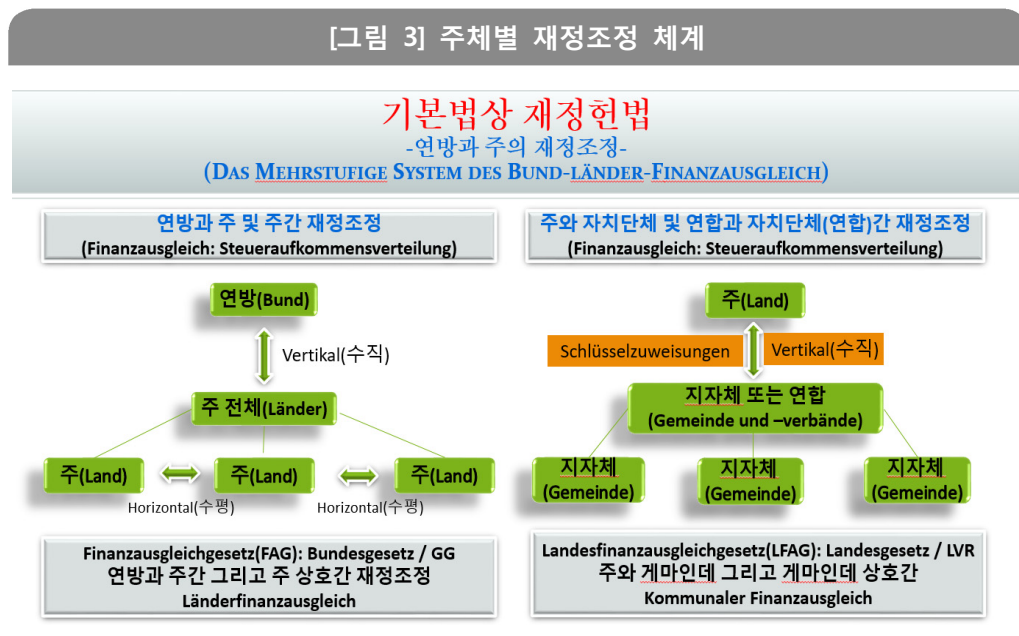 [그림 3] 주체별 재정조정 체계
기본법상 재정헌법
-연방과 주의 재정조정-
(DAS MEHRSTUFIGE SYSTEM DES BUND-LÄNDER-FINANZAUSGLEICH)
연방과 주 및 주간 재정조정
(Finanzausgleich: Steueraufkommensverteilung)
연방(Bund)
Vertikal(수직)
주 전체(Länder)
주(Land)
주(Land)
주(Land)
Horizontal(수평)
Horizontal(수평)
Finanzausgleichgesetz(FAG): Bundesgesetz / GG
연방과 주간 그리고 주 상호간 재정조정
Länderfinanzausgleich
주와 자치단체 및 연합과 자치단체(연합)간 재정조정
(Finanzausgleich: Steueraufkommensverteilung)
주(Land)
Schlüsselzuweisungen
Vertikal(수직)
지자체 또는 연합
(Gemeinde und –verbände)
지자체
(Gemeinde)
지자체
(Gemeinde)
지자체
(Gemeinde)
Landesfinanzausgleichgesetz(LFAG): Landesgesetz / LVR
주와 게마인데 그리고 게마인데 상호간
Kommunaler Finanzausgleich